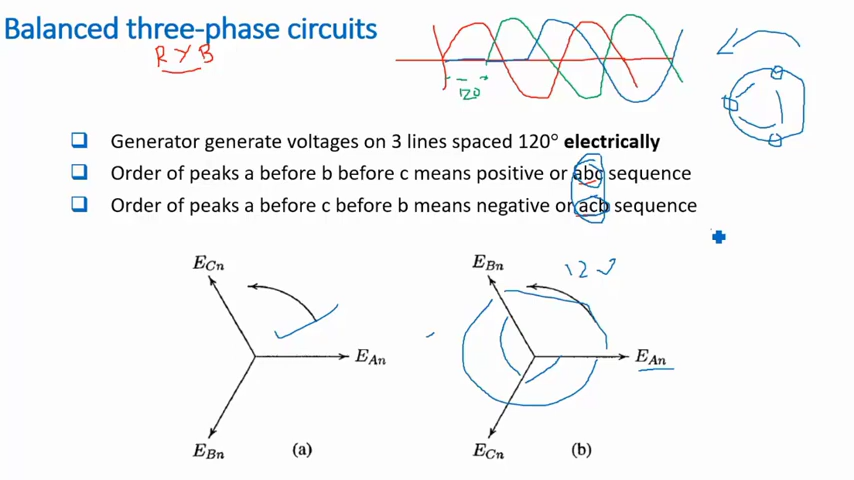 Balanced three-phase circuits
R Y B
120
Generator generate voltages on 3 lines spaced 120° electrically
Order of peaks a before b before c means positive or abc sequence
Order of peaks a before c before b means negative or acb sequence
E_Cn
E_An
E_Bn
(a)
E_Bn
E_An
E_Cn
(b)